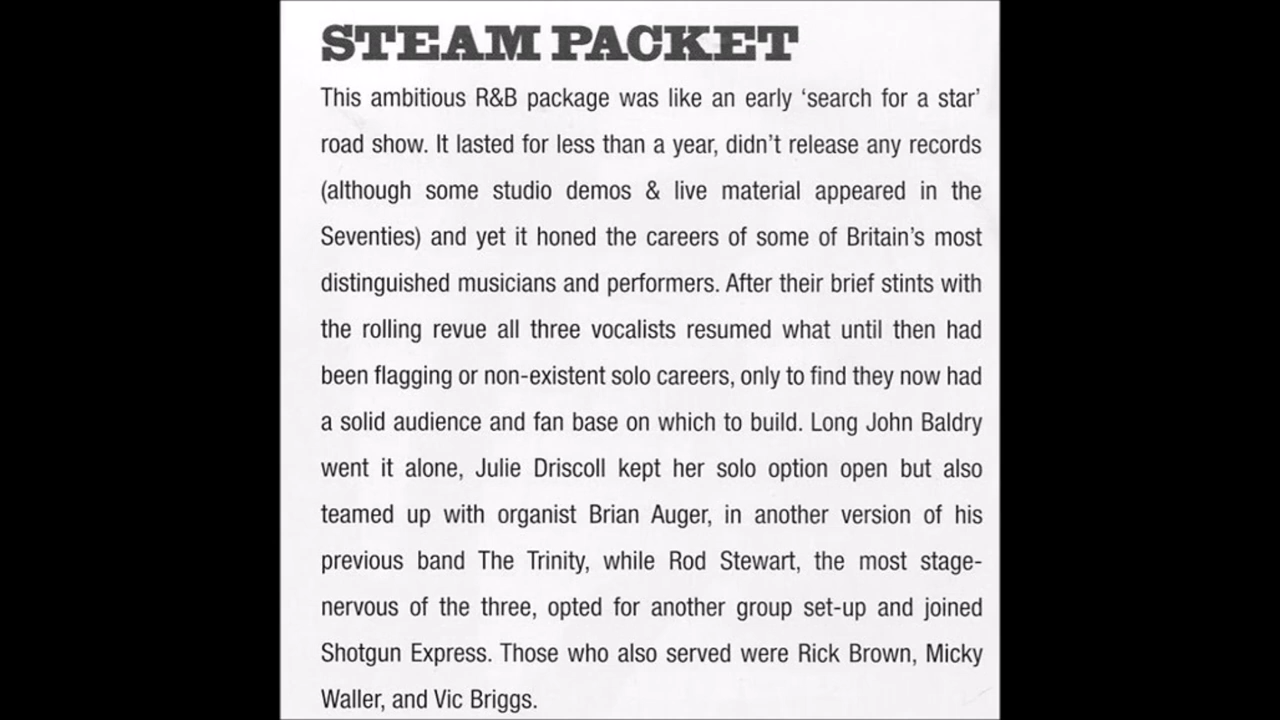 STEAM PACKET
This ambitious R&B package was like an early ‘search for a star’
road show. It lasted for less than a year, didn’t release any records
(although some studio demos & live material appeared in the
Seventies) and yet it honed the careers of some of Britain’s most
distinguished musicians and performers. After their brief stints with
the rolling revue all three vocalists resumed what until then had
been flagging or non-existent solo careers, only to find they now had
a solid audience and fan base on which to build. Long John Baldry
went it alone, Julie Driscoll kept her solo option open but also
teamed up with organist Brian Auger, in another version of his
previous band The Trinity, while Rod Stewart, the most stage-
nervous of the three, opted for another group set-up and joined
Shotgun Express. Those who also served were Rick Brown, Micky
Waller, and Vic Briggs.